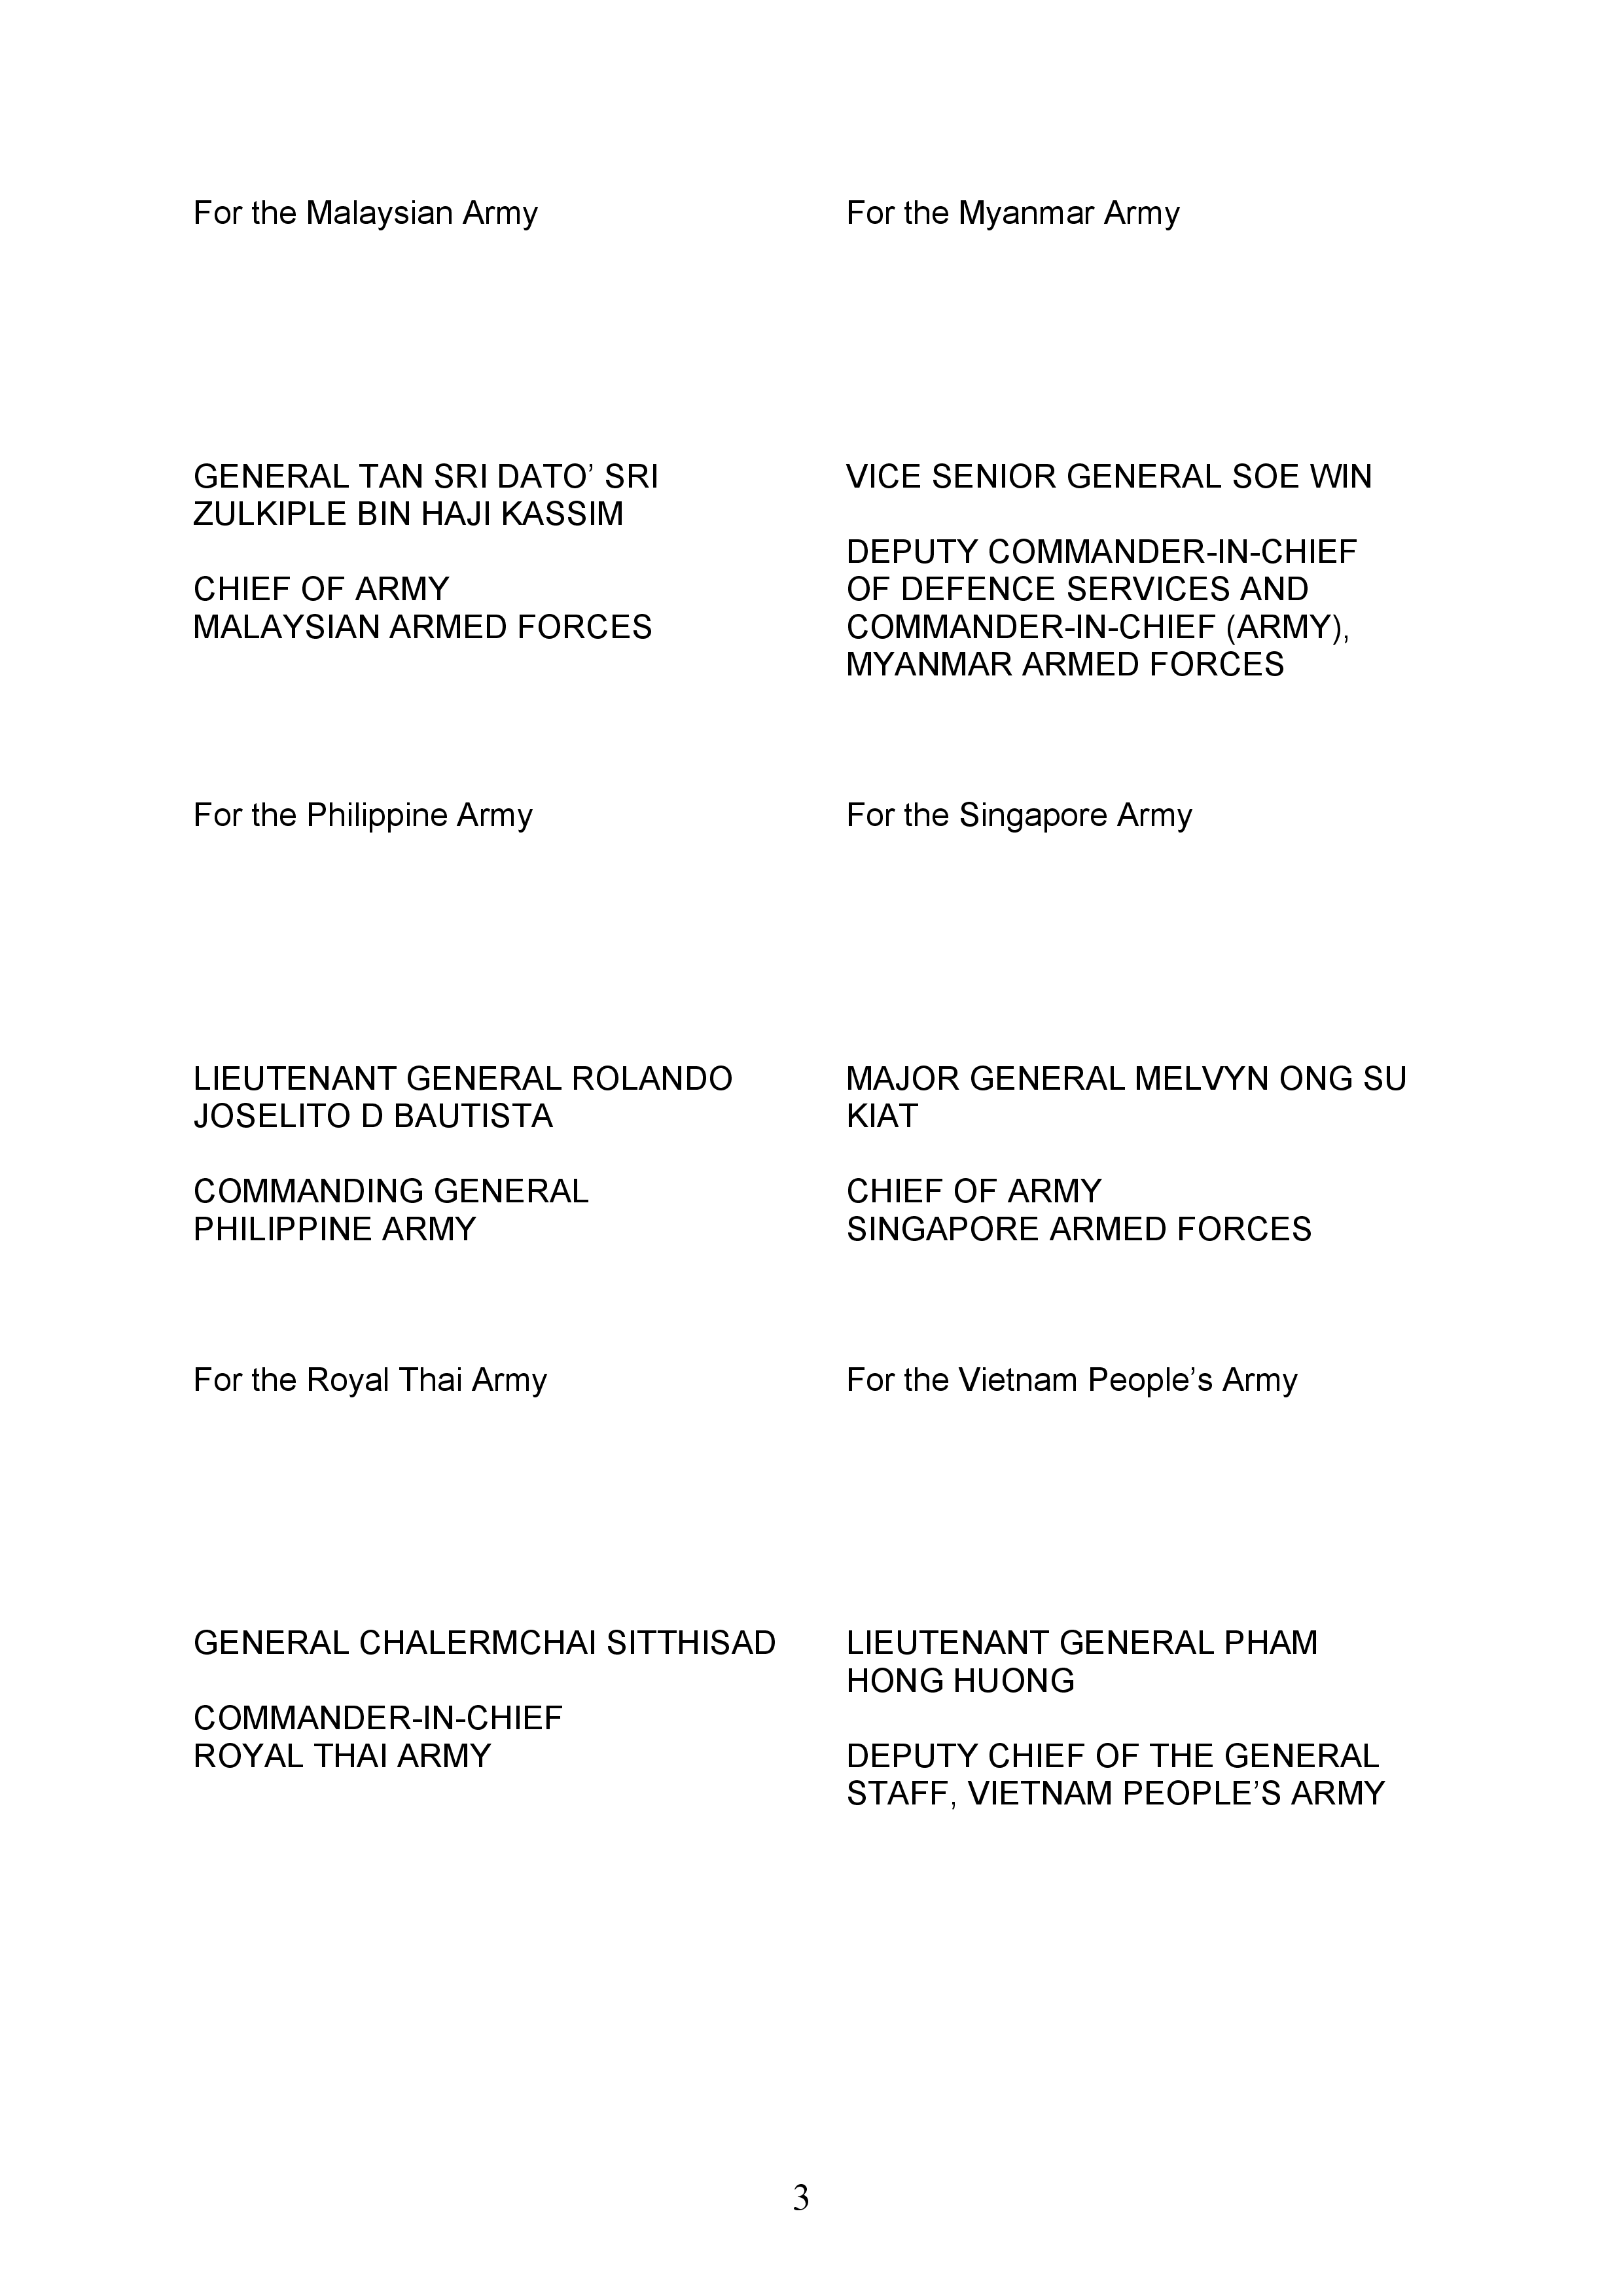 For the Malaysian Army
For the Myanmar Army
GENERAL TAN SRI DATO’ SRI
ZULKIPLE BIN HAJI KASSIM
CHIEF OF ARMY
MALAYSIAN ARMED FORCES
VICE SENIOR GENERAL SOE WIN
DEPUTY COMMANDER-IN-CHIEF
OF DEFENCE SERVICES AND
COMMANDER-IN-CHIEF (ARMY),
MYANMAR ARMED FORCES
For the Philippine Army
For the Singapore Army
LIEUTENANT GENERAL ROLANDO
JOSELITO D BAUTISTA
COMMANDING GENERAL
PHILIPPINE ARMY
MAJOR GENERAL MELVYN ONG SU
KIAT
CHIEF OF ARMY
SINGAPORE ARMED FORCES
For the Royal Thai Army
For the Vietnam People’s Army
GENERAL CHALERMCHAI SITTHISAD
COMMANDER-IN-CHIEF
ROYAL THAI ARMY
LIEUTENANT GENERAL PHAM
HONG HUONG
DEPUTY CHIEF OF THE GENERAL
STAFF, VIETNAM PEOPLE’S ARMY
3